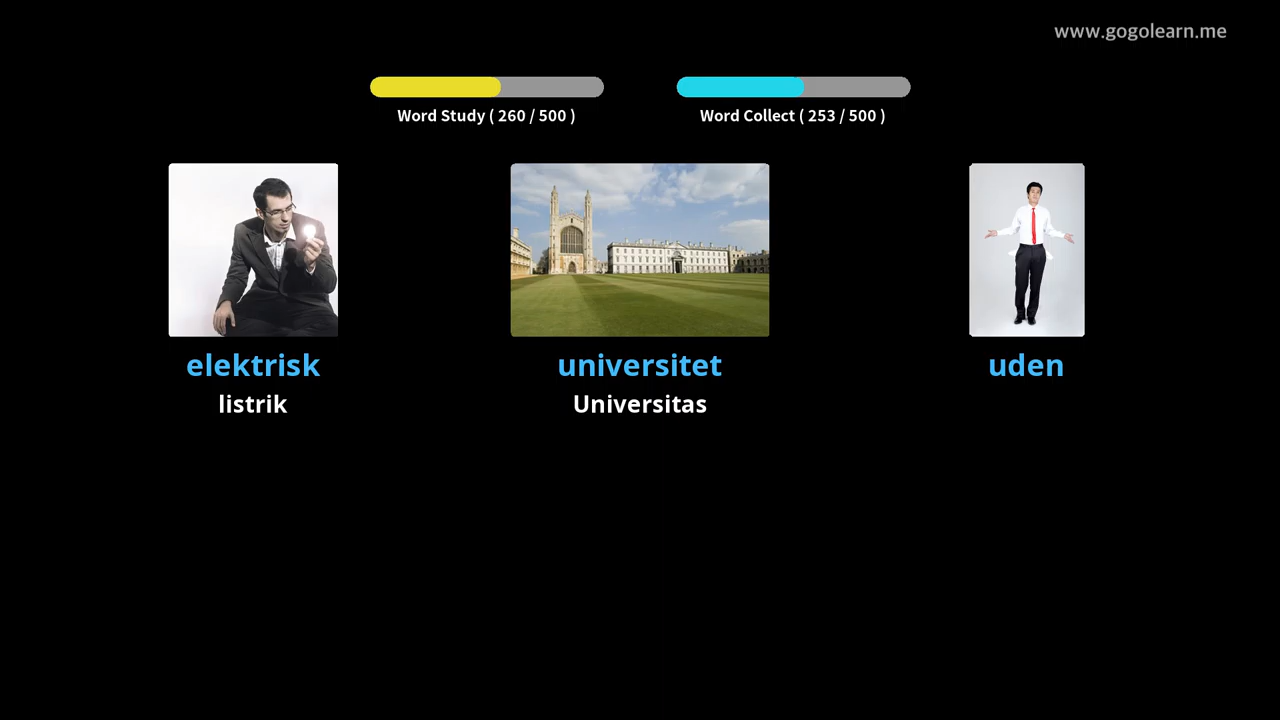 www.gogolearn.me
Word Study ( 260 / 500 )
Word Collect ( 253 / 500 )
elektrisk
universitet
uden
listrik
Universitas